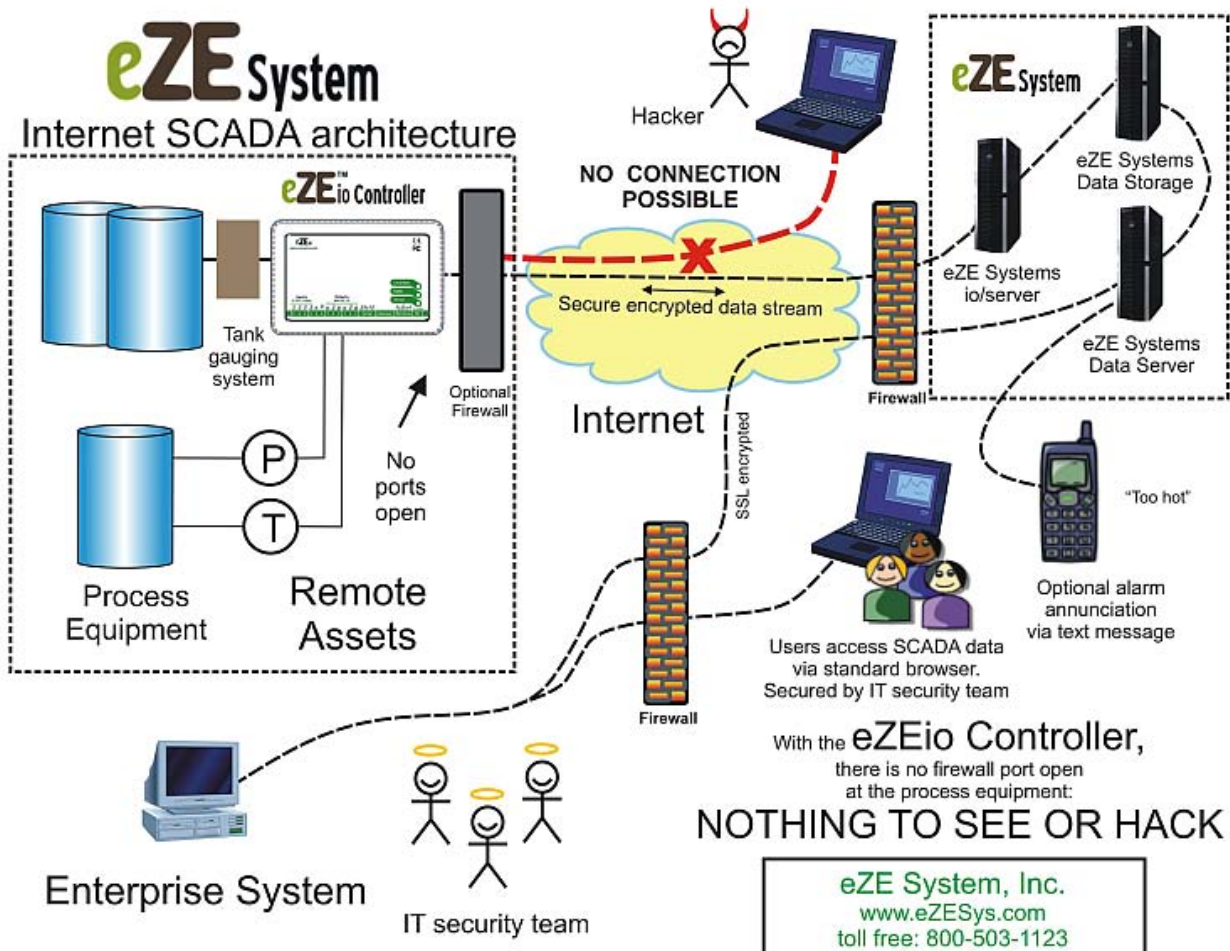 eZE System
Internet SCADA architecture
eZE™io Controller
eZEio
Tank
gauging
system
P
T
No
ports
open
Optional
Firewall
Process
Equipment
Remote
Assets
Hacker
NO CONNECTION
POSSIBLE
Secure encrypted data stream
Internet
SSL encrypted
Firewall
eZE System
eZE Systems
Data Storage
eZE Systems
io/server
eZE Systems
Data Server
"Too hot"
Optional alarm
annunciation
via text message
Users access SCADA data
via standard browser.
Secured by IT security team
Firewall
Enterprise System
IT security team
With the eZEio Controller,
there is no firewall port open
at the process equipment:
NOTHING TO SEE OR HACK
eZE System, Inc.
www.eZESys.com
toll free: 800-503-1123